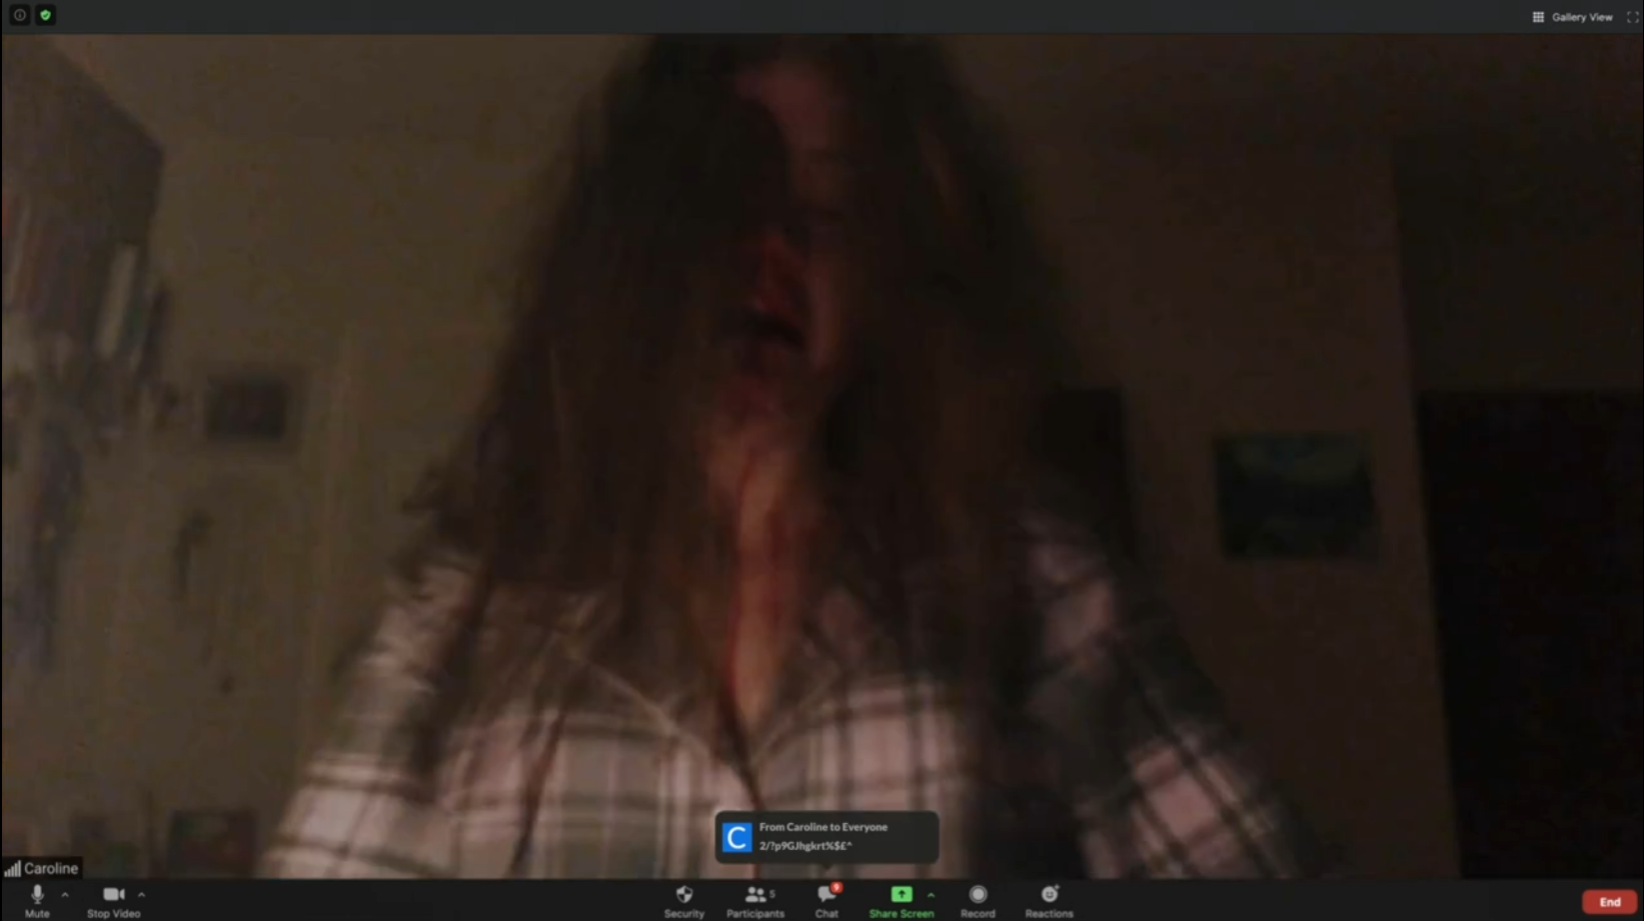 Gallery View
C
From Caroline to Everyone
2/?p9GJhgkrt%$£^
Caroline
Mute
Stop Video
Security
5
Participants
9
Chat
Share Screen
Record
Reactions
End